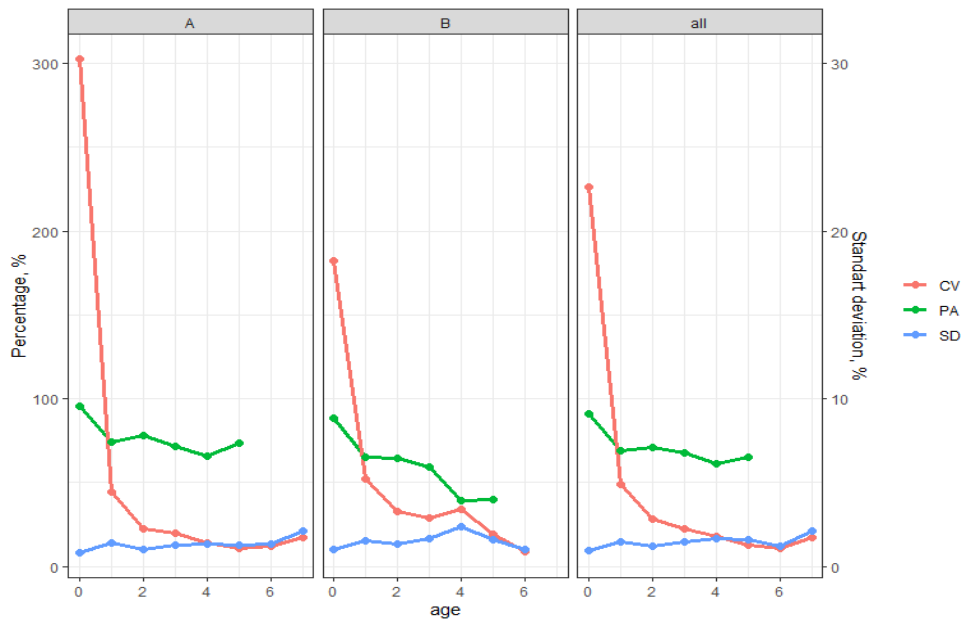 A B all
300 30
200 20
100 10
0 0
Percentage, %
Standart deviation, %
0 2 4 6 0 2 4 6 0 2 4 6
age
CV
PA
SD